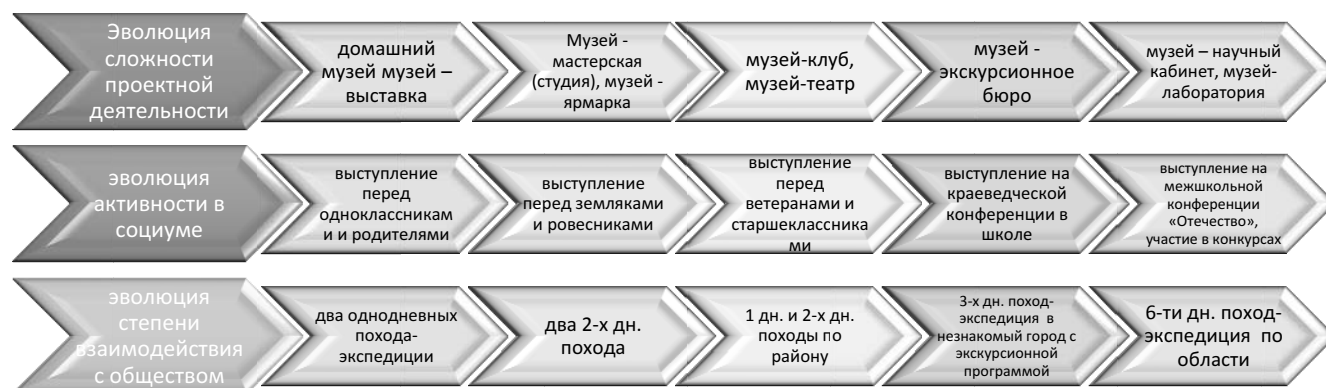 Эволюция
сложности
проектной
деятельности
домашний
музей музей –
выставка
Музей -
мастерская
(студия), музей -
ярмарка
музей-клуб,
музей-театр
музей -
экскурсионное
бюро
музей – научный
кабинет, музей-
лаборатория
эволюция
активности в
социуме
выступление
перед
одноклассникам
и и родителями
выступление
перед земляками
и ровесниками
выступление
перед
ветеранами и
старшеклассника
ми
выступление на
краеведческой
конференции в
школе
выступление на
межшкольной
конференции
«Отечество»,
участие в конкурсах
эволюция
степени
взаимодействия
с обществом
два однодневных
похода-
экспедиции
два 2-х дн.
похода
1 дн. и 2-х дн.
походы по
району
3-х дн. поход-
экспедиция в
незнакомый город с
экскурсионной
программой
6-ти дн. поход-
экспедиция по
области